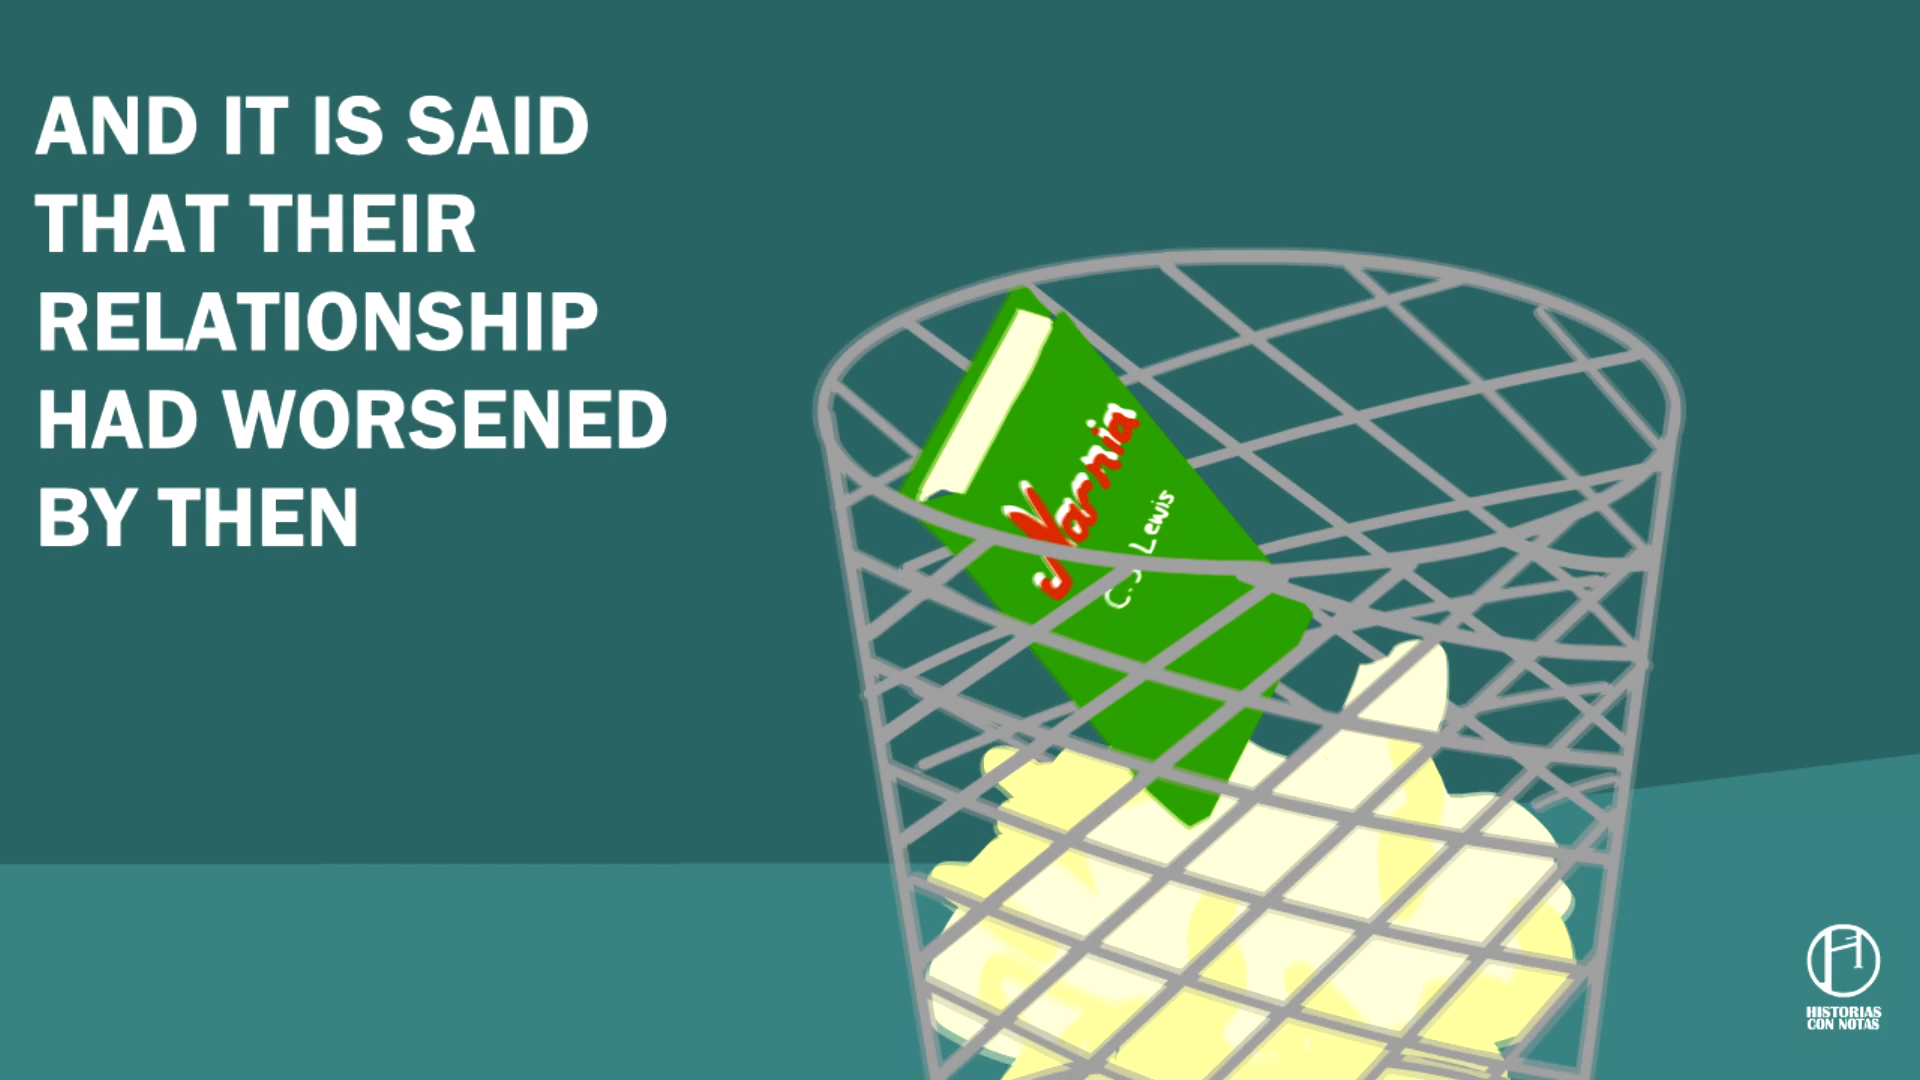 AND IT IS SAID
THAT THEIR
RELATIONSHIP
HAD WORSENED
BY THEN
Narnia
C.S Lewis
HISTORIAS
CON NOTAS